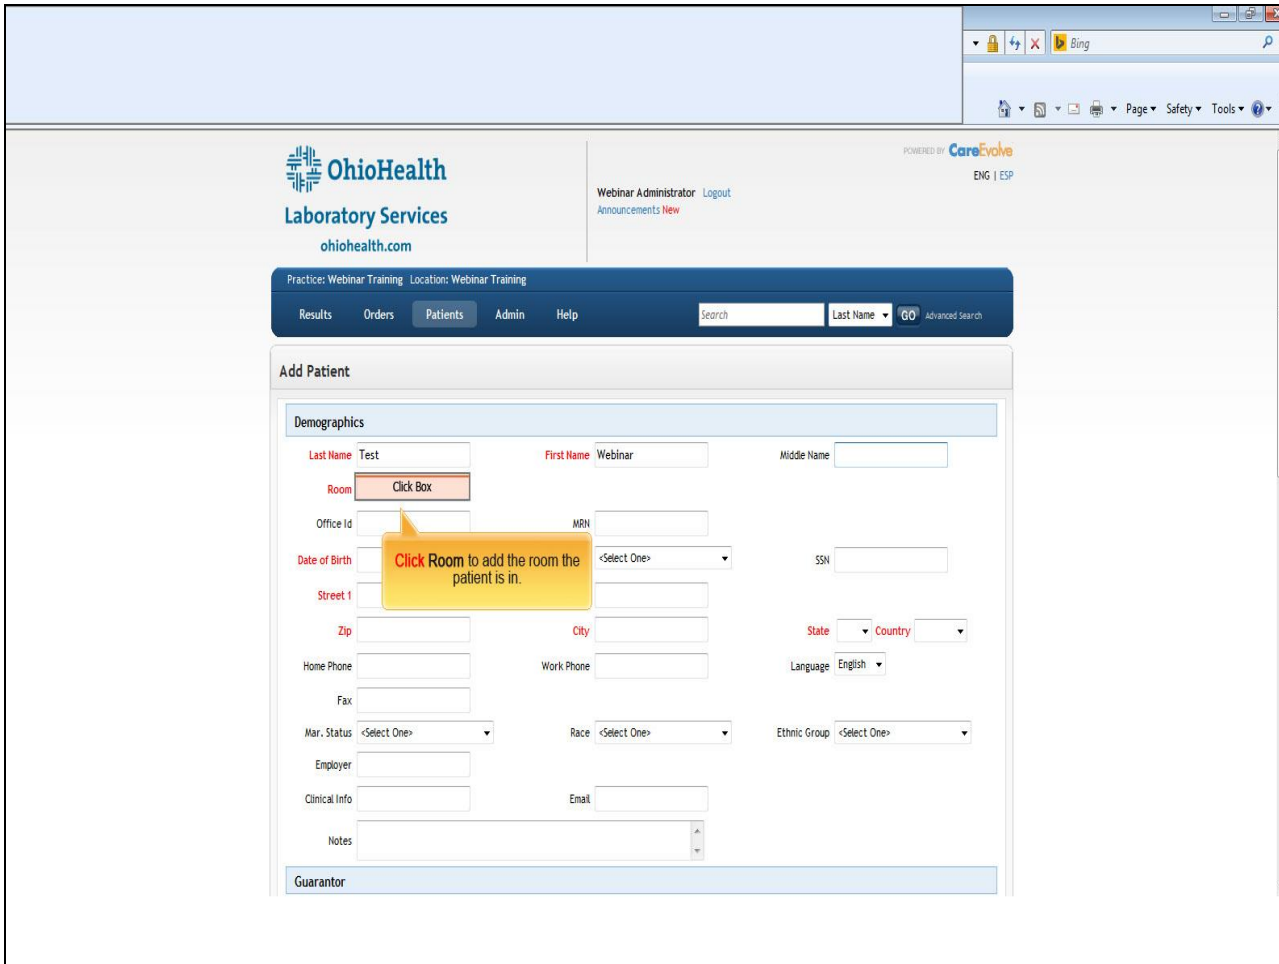 Bing
Page Safety Tools
OhioHealth
Laboratory Services
ohiohealth.com
Webinar Administrator Logout
Announcements New
POWERED BY CareEvolve
ENG | ESP
Practice: Webinar Training Location: Webinar Training
Results Orders Patients Admin Help Search Last Name GO Advanced Search
Add Patient
Demographics
Last Name Test First Name Webinar Middle Name
Room Click Box
Office Id MRN
Date of Birth <Select One> SSN
Click Room to add the room the
patient is in.
Street 1
Zip City State Country
Home Phone Work Phone Language English
Fax
Mar. Status <Select One> Race <Select One> Ethnic Group <Select One>
Employer
Clinical Info Email
Notes
Guarantor